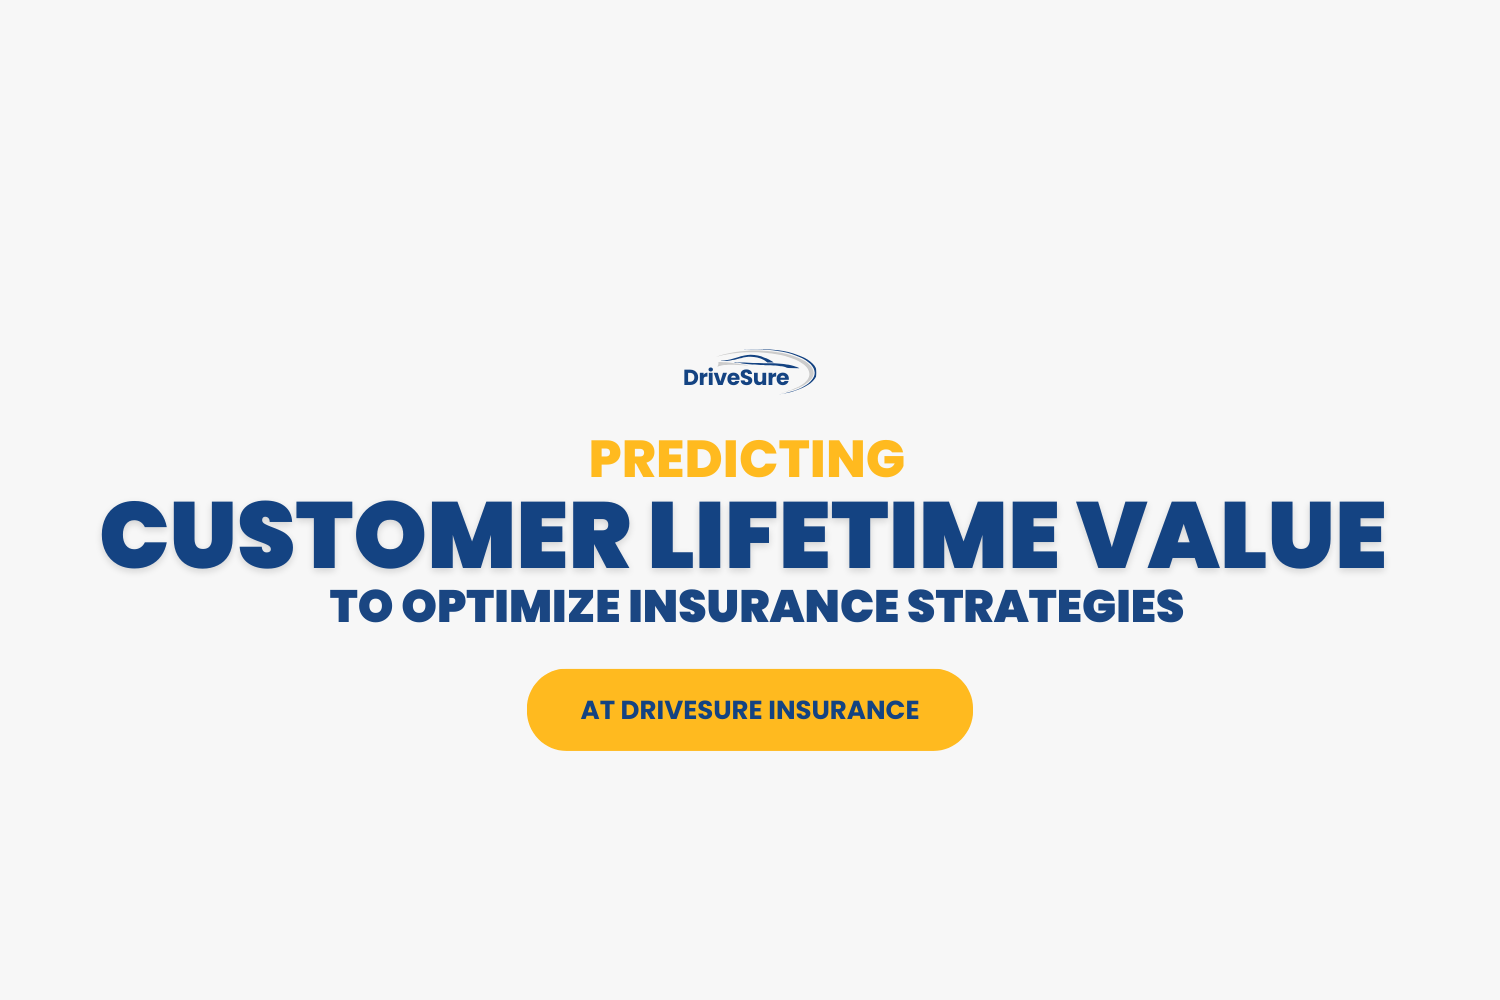 DriveSure
PREDICTING
CUSTOMER LIFETIME VALUE
TO OPTIMIZE INSURANCE STRATEGIES
AT DRIVESURE INSURANCE